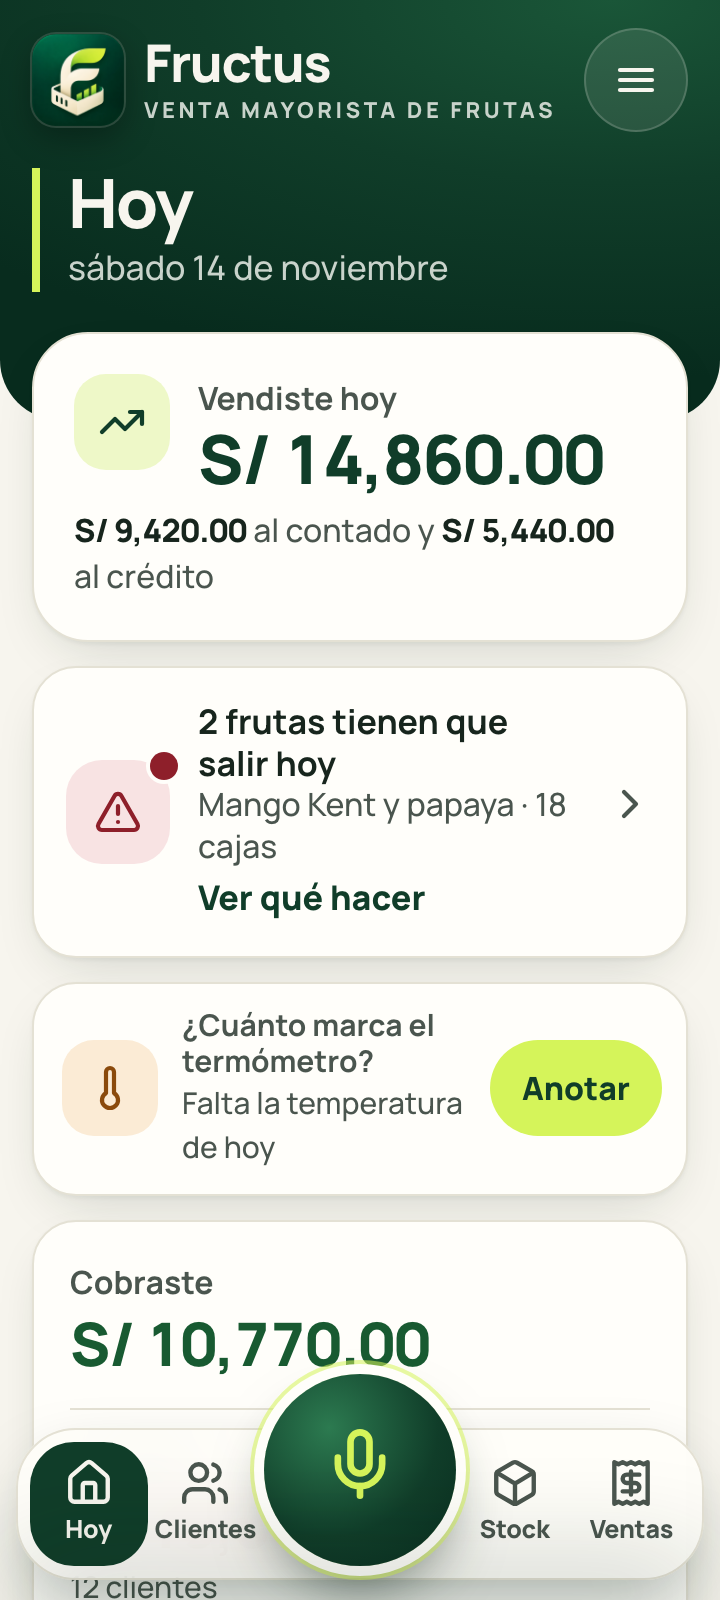 Fructus
VENTA MAYORISTA DE FRUTAS
Hoy
sábado 14 de noviembre
Vendiste hoy
S/ 14,860.00
S/ 9,420.00 al contado y S/ 5,440.00
al crédito
2 frutas tienen que
salir hoy
Mango Kent y papaya · 18
cajas
Ver qué hacer
¿Cuánto marca el
termómetro?
Falta la temperatura
de hoy
Anotar
Cobraste
S/ 10,770.00
Hoy
Clientes
Stock
Ventas
12 clientes